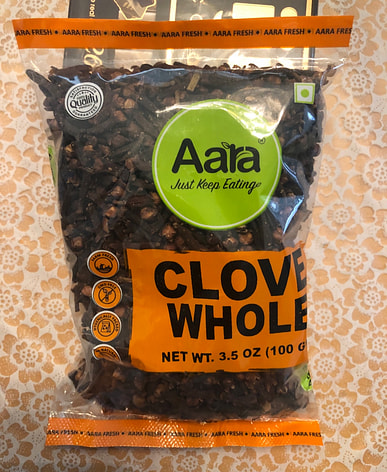 AARA FRESH • AARA FRESH • AARA FRESH • AARA FRESH • AARA FRESH
Quality
Aara
Just Keep Eating
CLOVE
WHOLE
NET WT. 3.5 OZ (100 G
AARA FRESH • AARA FRESH • AARA FRESH • AARA FRESH • AARA FRESH